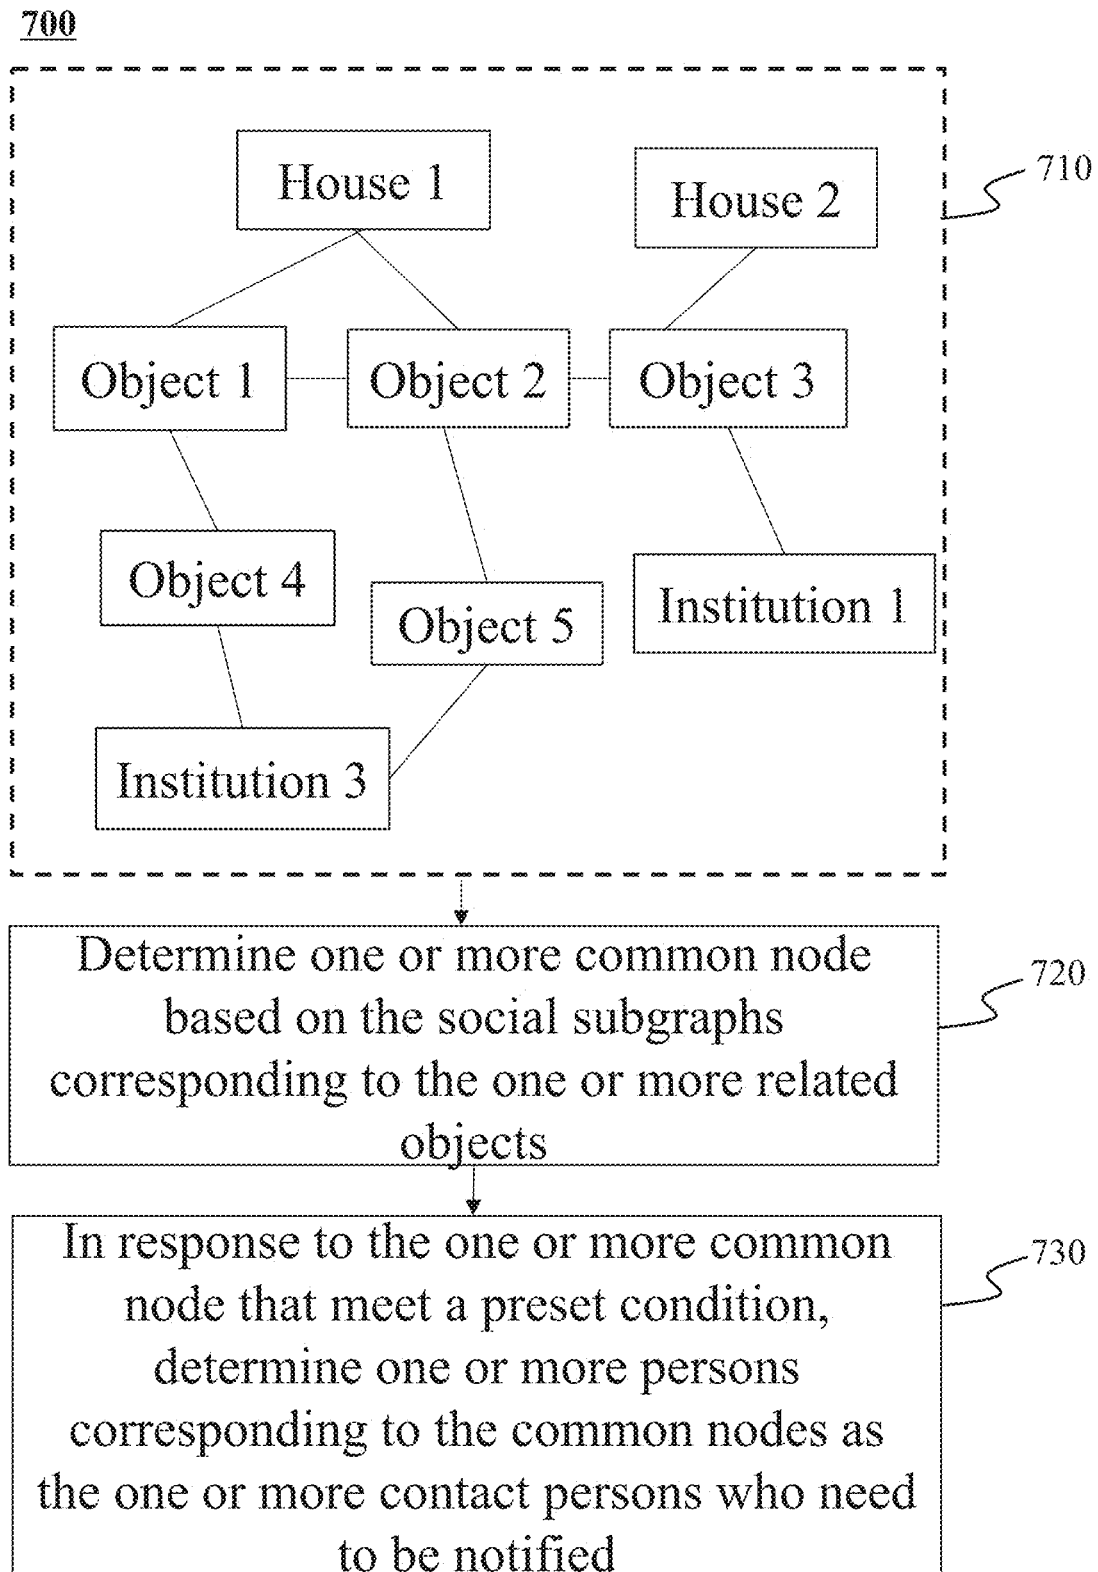 700
House 1
House 2
710
Object 1
Object 2
Object 3
Object 4
Object 5
Institution 1
Institution 3
Determine one or more common node
based on the social subgraphs
corresponding to the one or more related
objects
720
In response to the one or more common
node that meet a preset condition,
determine one or more persons
corresponding to the common nodes as
the one or more contact persons who need
to be notified
730